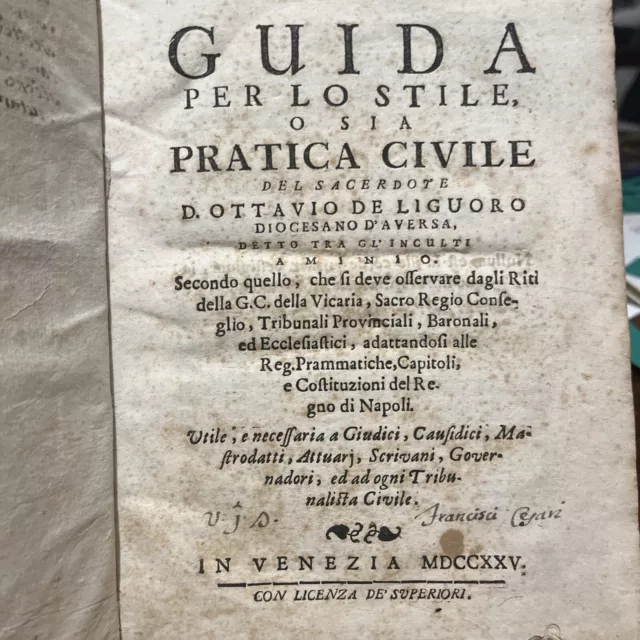 GUIDA
PER LO STILE,
O SIA
PRATICA CIVILE
DEL SACERDOTE
D. OTTAVIO DE LIGUORO
DIOCESANO D'AVERSA,
DETTO TRA GL'INCULTI
AMINIO.
Secondo quello, che si deve osservare dagli Riti
della G.C. della Vicaria, Sacro Regio Conse-
glio, Tribunali Provinciali, Baronali,
ed Ecclesiastici, adattandosi alle
Reg. Prammatiche, Capitoli,
e Costituzioni del Re-
gno di Napoli.
Utile, e necessaria a Giudici, Causidici, Ma-
strodatti, Attuarj, Scrivani, Gover-
nadori, ed ad ogni Tribu-
nalista Civile.
V. J. D. Francisci Cesari
IN VENEZIA MDCCXXV.
CON LICENZA DE' SUPERIORI.